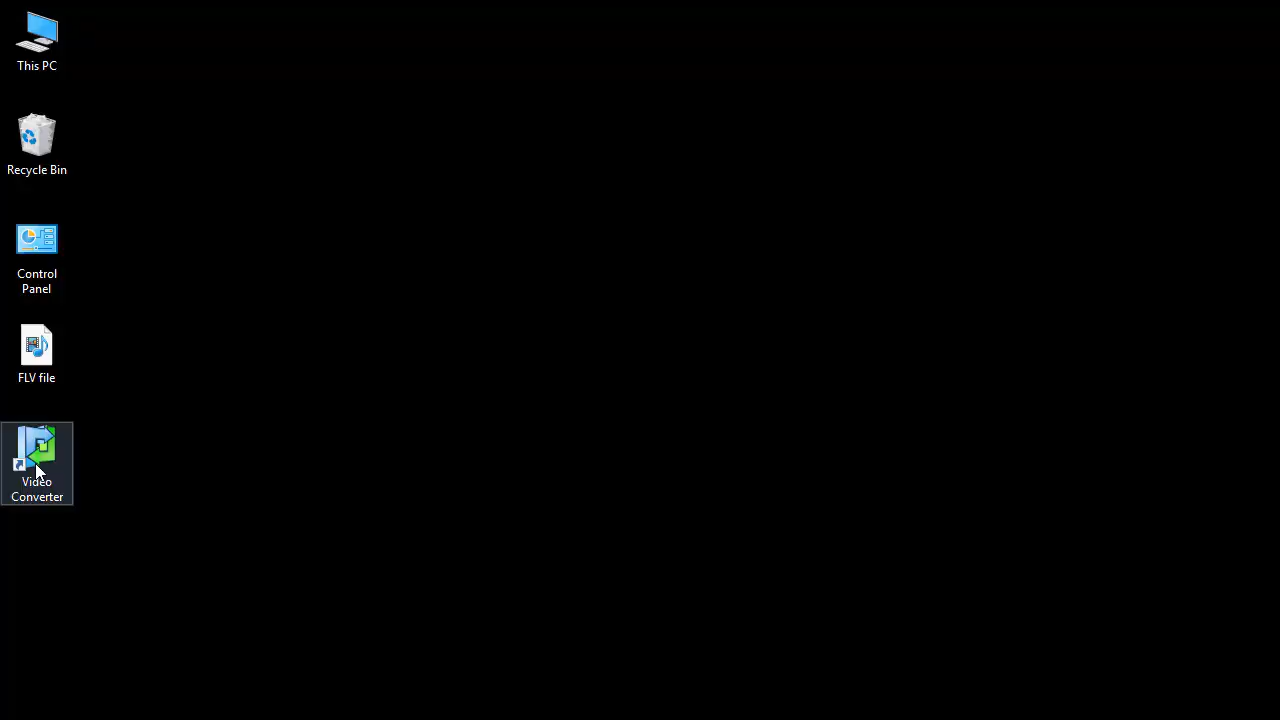 This PC
Recycle Bin
Control
Panel
FLV file
Video
Converter